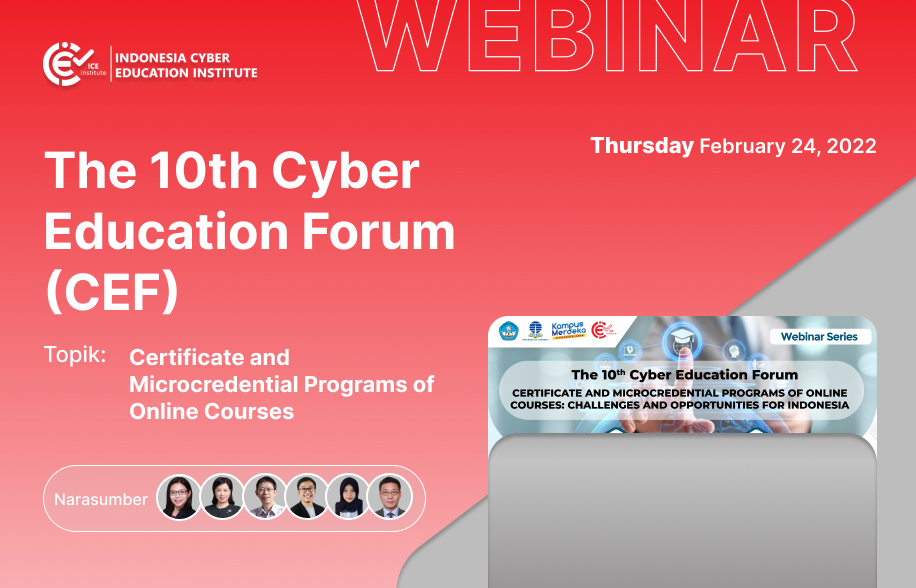 WEBINAR
ICE
Institute
INDONESIA CYBER
EDUCATION INSTITUTE
Thursday February 24, 2022
The 10th Cyber
Education Forum
(CEF)
Topik:
Certificate and
Microcredential Programs of
Online Courses
Narasumber
Kampus
Merdeka
Webinar Series
The 10th Cyber Education Forum
CERTIFICATE AND MICROCREDENTIAL PROGRAMS OF ONLINE
COURSES: CHALLENGES AND OPPORTUNITIES FOR INDONESIA